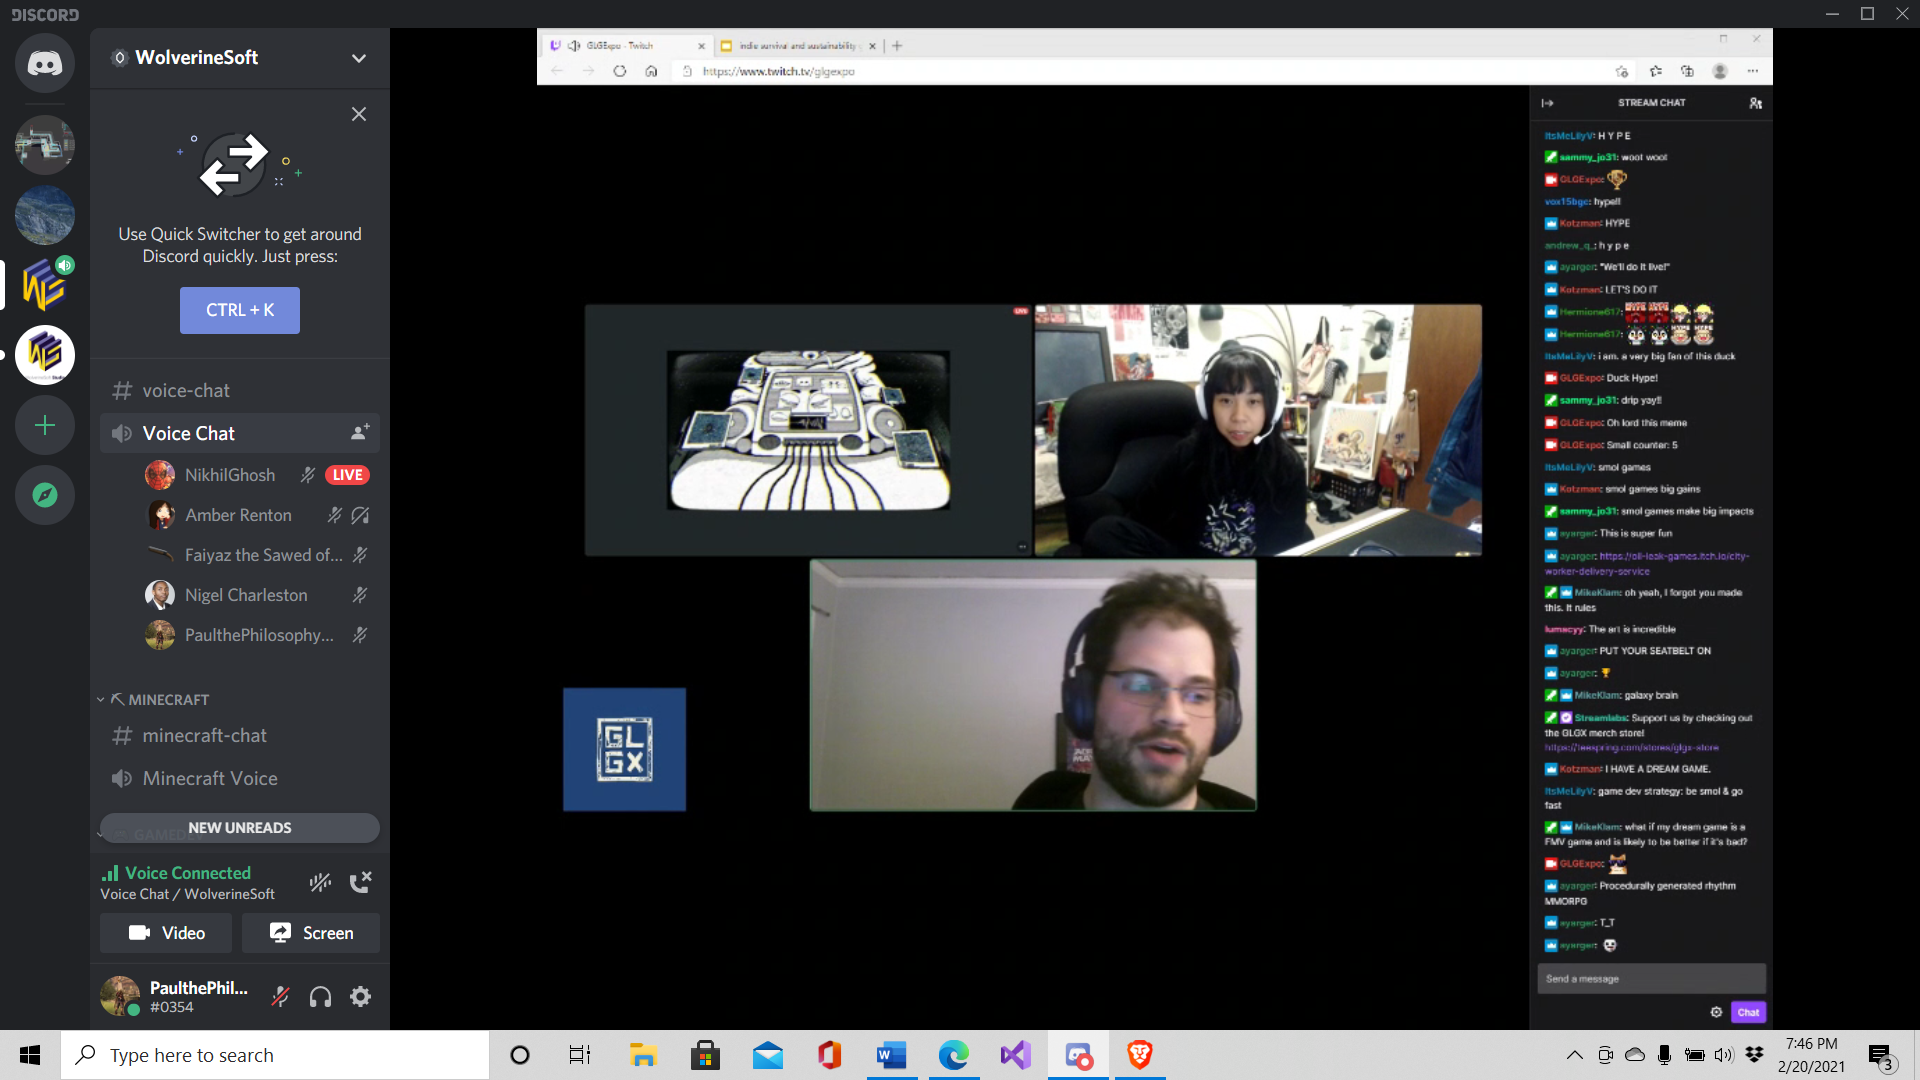 DISCORD
WolverineSoft
Use Quick Switcher to get around
Discord quickly. Just press:
CTRL + K
voice-chat
Voice Chat
NikhilGhosh
LIVE
Amber Renton
Faiyaz the Sawed of...
Nigel Charleston
PaulthePhilosophy...
MINECRAFT
minecraft-chat
Minecraft Voice
NEW UNREADS
Voice Connected
Voice Chat / WolverineSoft
Video
Screen
PaulthePhil...
#0354
GLGExpo - Twitch
indie survival and sustainability
https://www.twitch.tv/glgexpo
LIVE
GL
GX
STREAM CHAT
ItsMeLilyV: H Y P E
sammy_jo31: woot woot
GLGExpo:
vox15bgc: hype!!
Kotzman: HYPE
andrew_q_: h y p e
ayarger: "We'll do it live!"
Kotzman: LET'S DO IT
Hermione617:
Hermione617:
ItsMeLilyV: i am. a very big fan of this duck
GLGExpo: Duck Hype!
sammy_jo31: drip yay!!
GLGExpo: Oh lord this meme
GLGExpo: Small counter: 5
ItsMeLilyV: smol games
Kotzman: smol games big gains
sammy_jo31: smol games make big impacts
ayarger: This is super fun
ayarger: https://oil-leak-games.itch.io/city-
worker-delivery-service
MikeKlam: oh yeah, I forgot you made
this. It rules
lumacyy: The art is incredible
ayarger: PUT YOUR SEATBELT ON
ayarger:
MikeKlam: galaxy brain
Streamlabs: Support us by checking out
the GLGX merch store!
https://teespring.com/stores/glgx-store
Kotzman: I HAVE A DREAM GAME.
ItsMeLilyV: game dev strategy: be smol & go
fast
MikeKlam: what if my dream game is a
FMV game and is likely to be better if it's bad?
GLGExpo:
ayarger: Procedurally generated rhythm
MMORPG
ayarger: T_T
ayarger:
Send a message
Chat
Type here to search
7:46 PM
2/20/2021
3